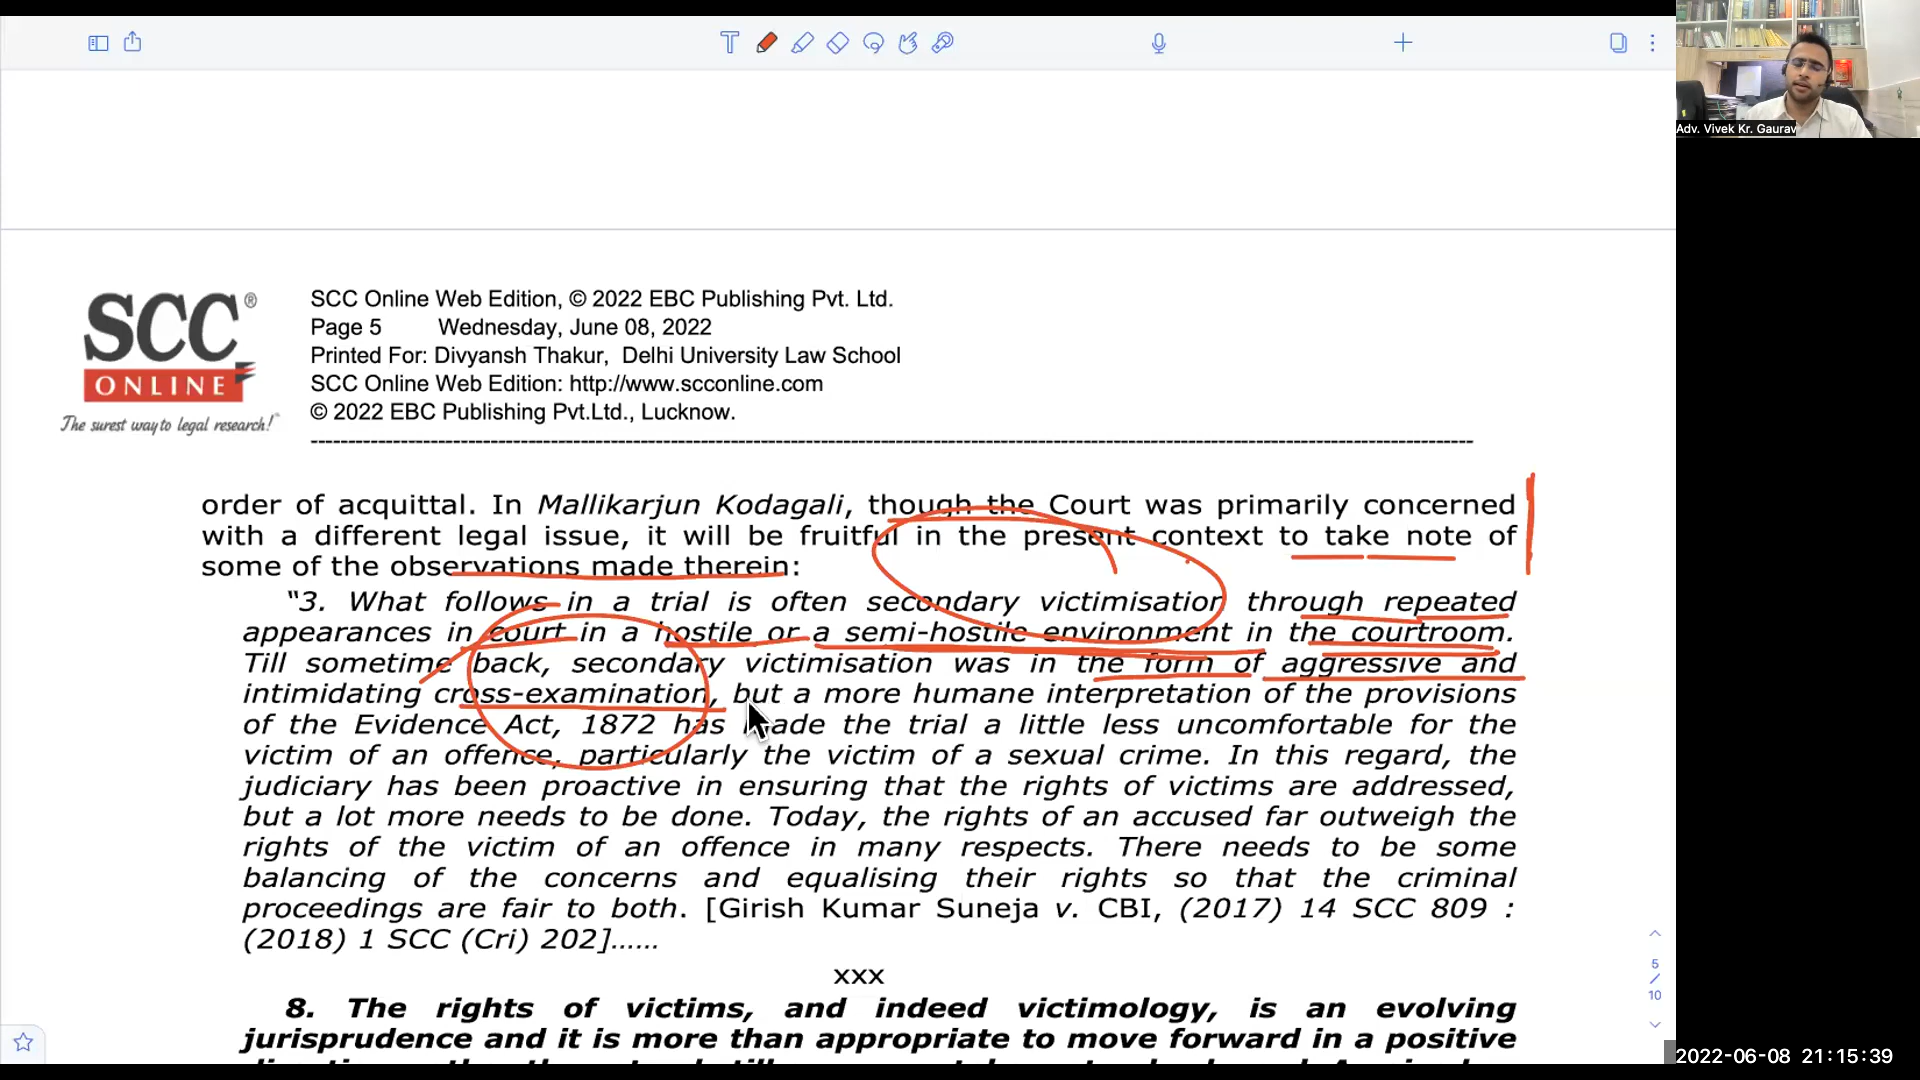 Adv. Vivek Kr. Gaurav
SCC®
ONLINE
The surest way to legal research!
SCC Online Web Edition, © 2022 EBC Publishing Pvt. Ltd.
Page 5 Wednesday, June 08, 2022
Printed For: Divyansh Thakur, Delhi University Law School
SCC Online Web Edition: http://www.scconline.com
© 2022 EBC Publishing Pvt.Ltd., Lucknow.
order of acquittal. In Mallikarjun Kodagali, though the Court was primarily concerned
with a different legal issue, it will be fruitful in the present context to take note of
some of the observations made therein:
“3. What follows in a trial is often secondary victimisation through repeated
appearances in court in a hostile or a semi-hostile environment in the courtroom.
Till sometime back, secondary victimisation was in the form of aggressive and
intimidating cross-examination, but a more humane interpretation of the provisions
of the Evidence Act, 1872 has made the trial a little less uncomfortable for the
victim of an offence, particularly the victim of a sexual crime. In this regard, the
judiciary has been proactive in ensuring that the rights of victims are addressed,
but a lot more needs to be done. Today, the rights of an accused far outweigh the
rights of the victim of an offence in many respects. There needs to be some
balancing of the concerns and equalising their rights so that the criminal
proceedings are fair to both. [Girish Kumar Suneja v. CBI, (2017) 14 SCC 809 :
(2018) 1 SCC (Cri) 202]......
xxx
8. The rights of victims, and indeed victimology, is an evolving
jurisprudence and it is more than appropriate to move forward in a positive
5
/
10
2022-06-08 21:15:39